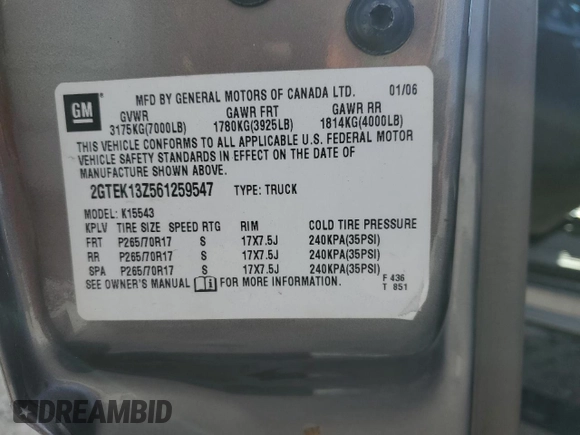 GM
MFD BY GENERAL MOTORS OF CANADA LTD. 01/06
GVWR GAWR FRT GAWR RR
3175KG(7000LB) 1780KG(3925LB) 1814KG(4000LB)
THIS VEHICLE CONFORMS TO ALL APPLICABLE U.S. FEDERAL MOTOR
VEHICLE SAFETY STANDARDS IN EFFECT ON THE DATE OF
MANUFACTURE SHOWN ABOVE.
2GTEK13Z561259547 TYPE: TRUCK
MODEL: K15543
KPLV TIRE SIZE SPEED RTG RIM COLD TIRE PRESSURE
FRT P265/70R17 S 17X7.5J 240KPA(35PSI)
RR P265/70R17 S 17X7.5J 240KPA(35PSI)
SPA P265/70R17 S 17X7.5J 240KPA(35PSI)
SEE OWNER'S MANUAL FOR MORE INFORMATION
F 436
T 851
DREAMBID